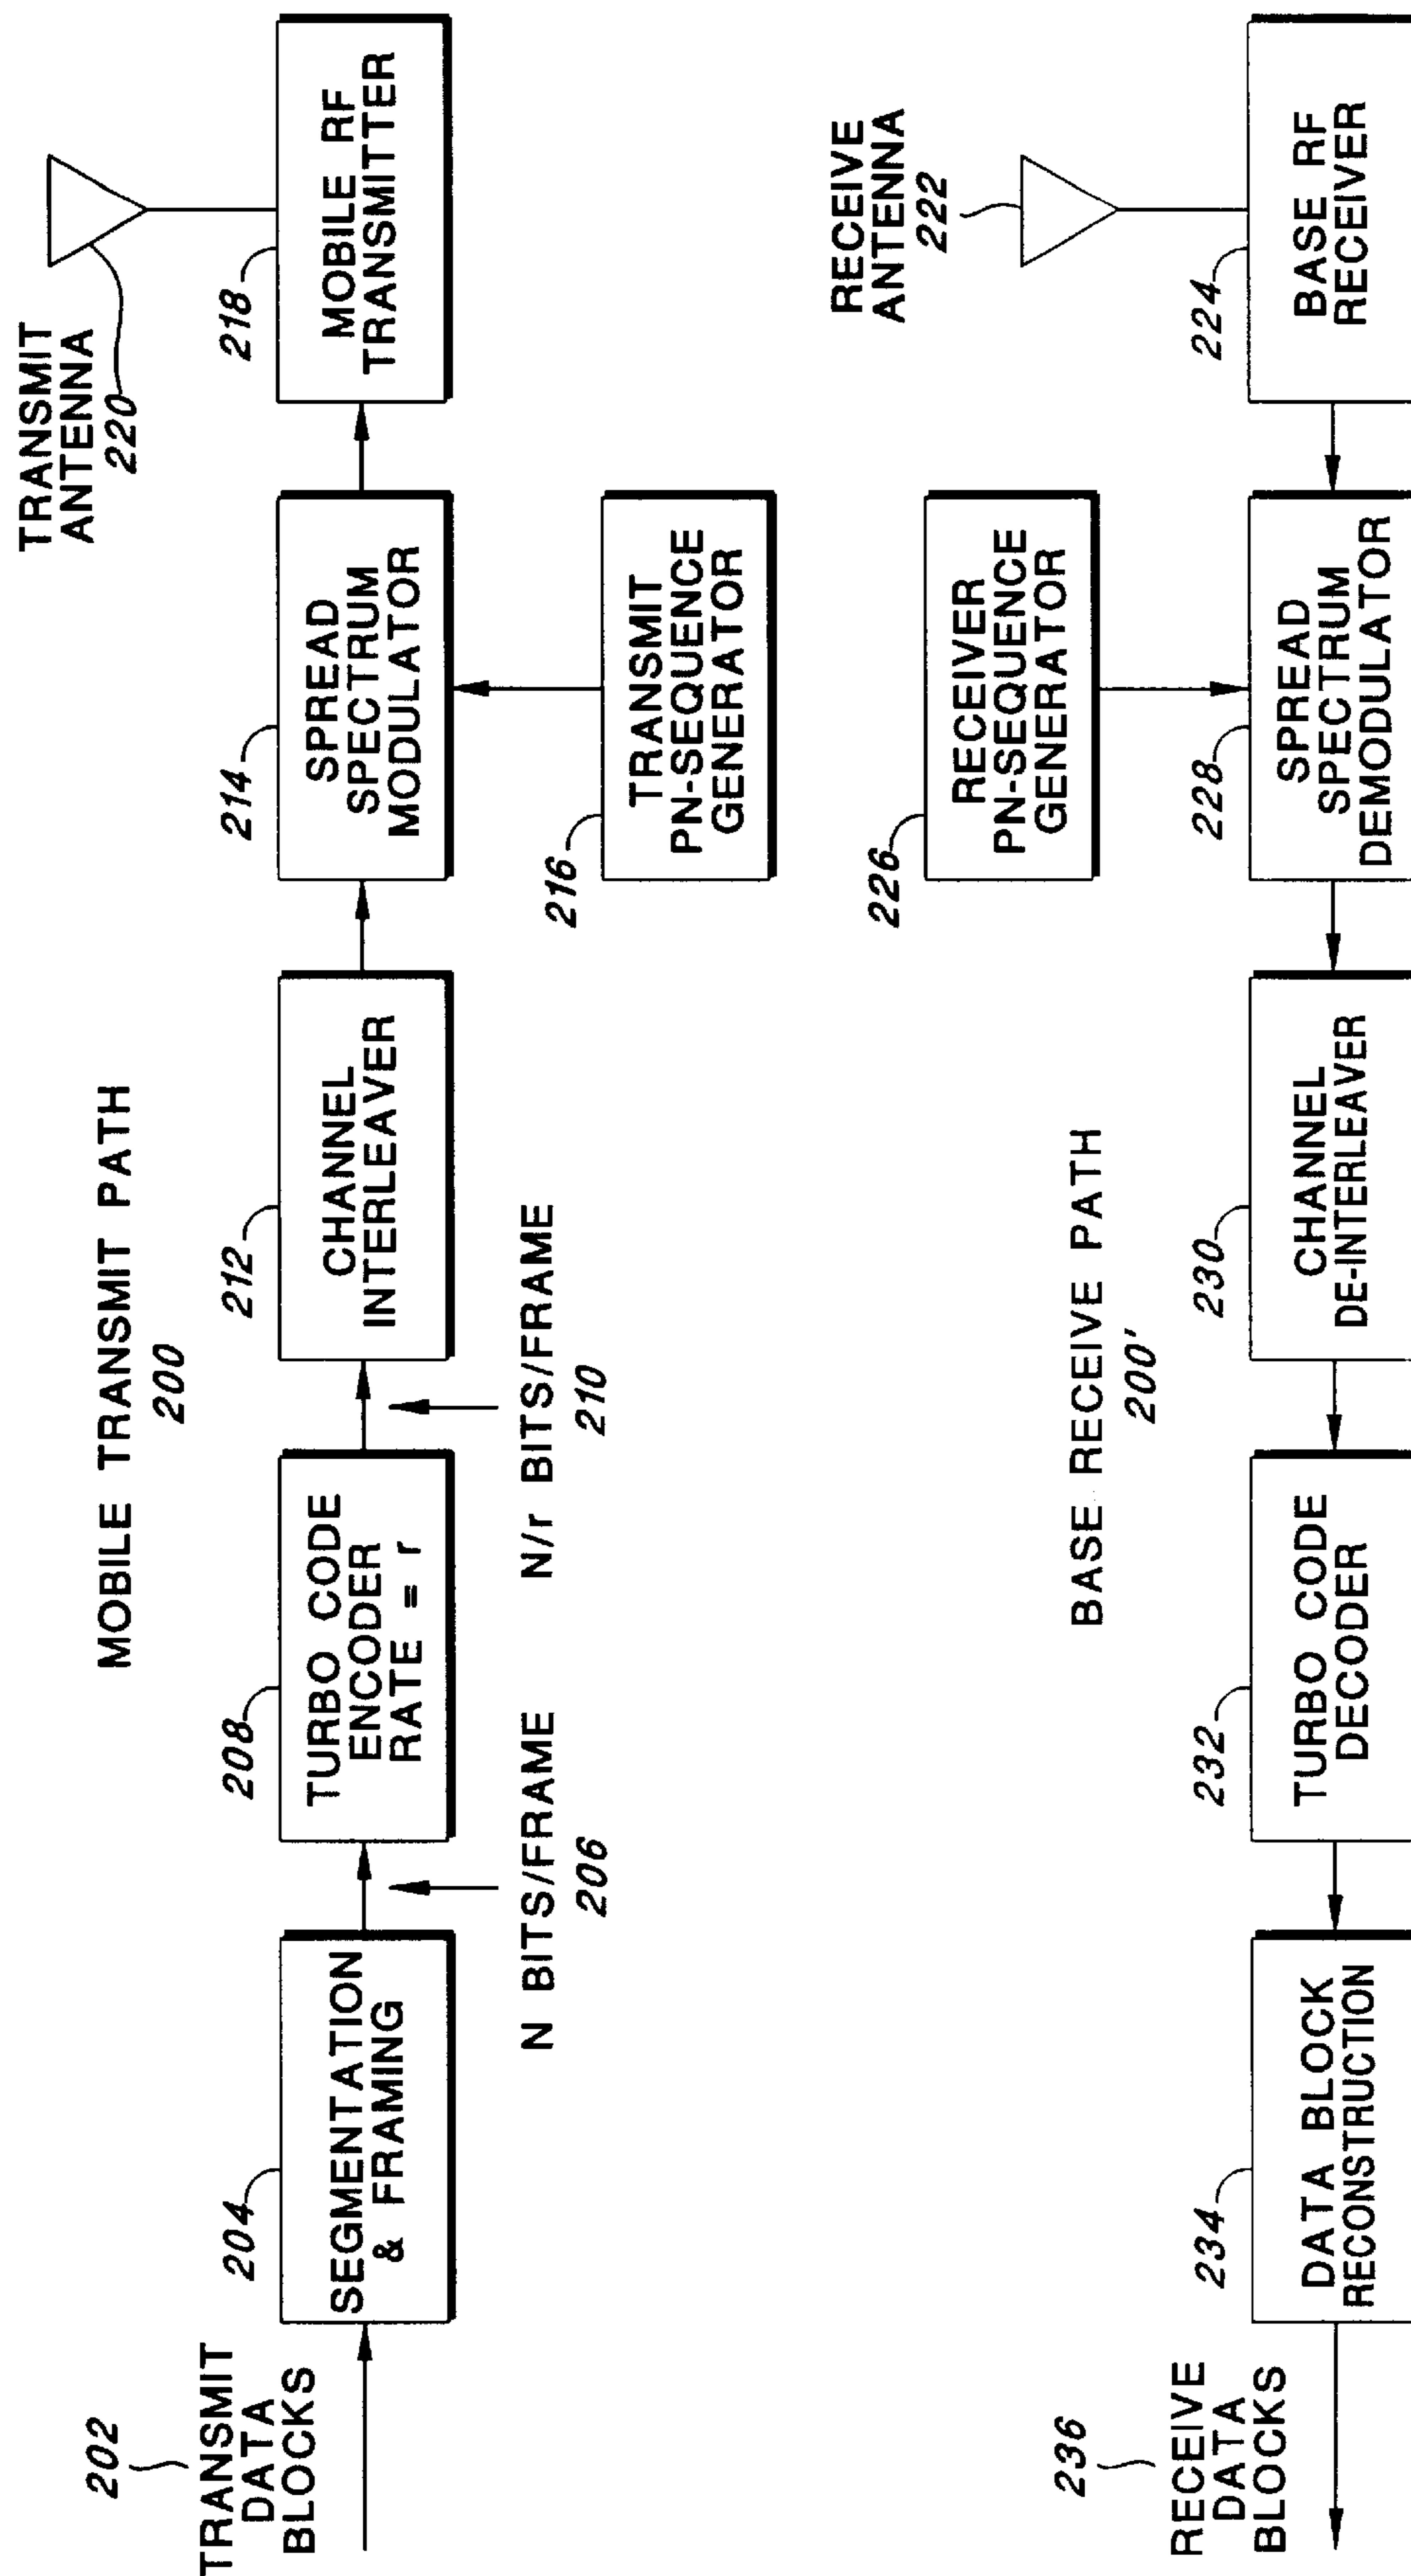 MOBILE TRANSMIT PATH
200
202
TRANSMIT
DATA
BLOCKS
204
SEGMENTATION
& FRAMING
N BITS/FRAME
206
208
TURBO CODE
ENCODER
RATE = r
N/r BITS/FRAME
210
212
CHANNEL
INTERLEAVER
214
SPREAD
SPECTRUM
MODULATOR
216
TRANSMIT
PN-SEQUENCE
GENERATOR
218
MOBILE RF
TRANSMITTER
TRANSMIT
ANTENNA
220
BASE RECEIVE PATH
200'
RECEIVE
ANTENNA
222
224
BASE RF
RECEIVER
226
RECEIVER
PN-SEQUENCE
GENERATOR
228
SPREAD
SPECTRUM
DEMODULATOR
230
CHANNEL
DE-INTERLEAVER
232
TURBO CODE
DECODER
234
DATA BLOCK
RECONSTRUCTION
236
RECEIVE
DATA
BLOCKS